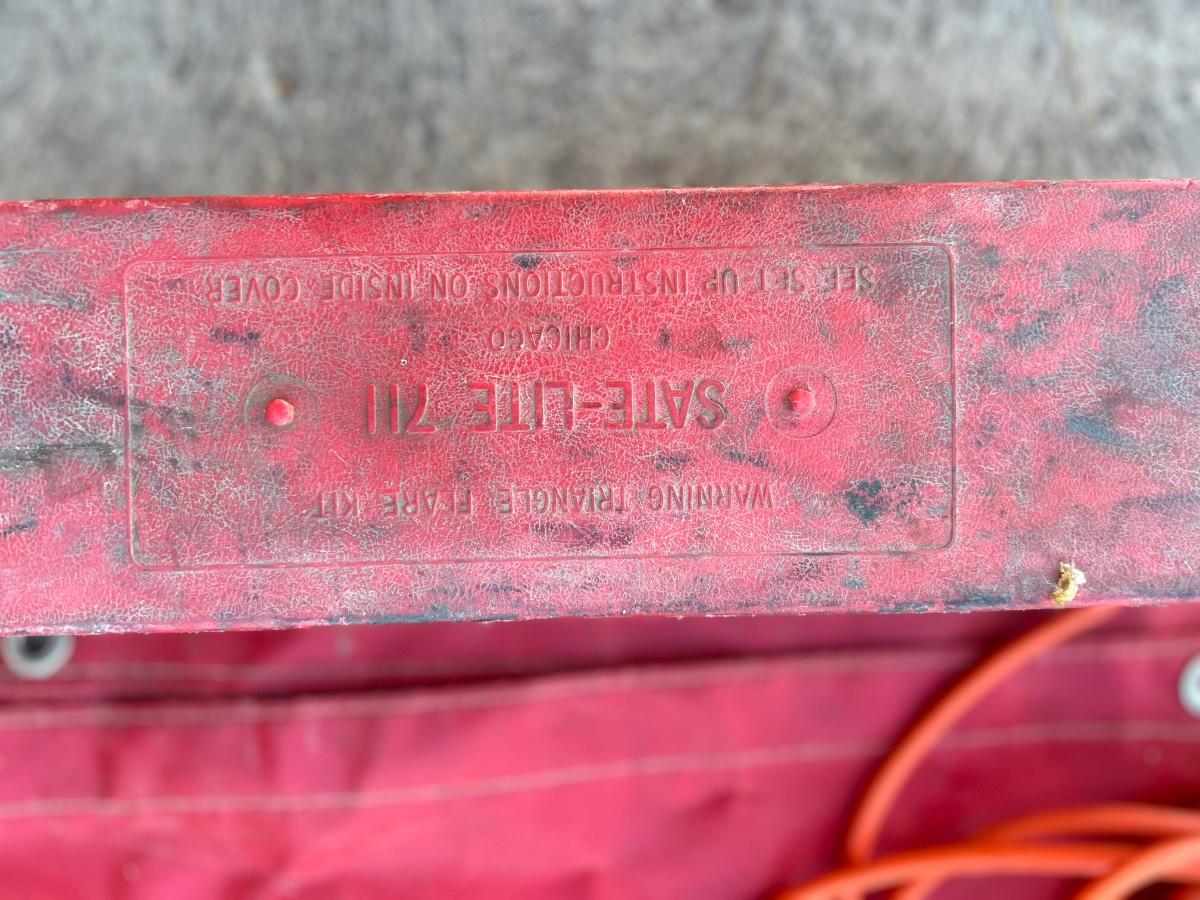 WARNING TRIANGLE FLARE KIT
SATE-LITE 711
CHICAGO
SEE SET-UP INSTRUCTIONS ON INSIDE COVER